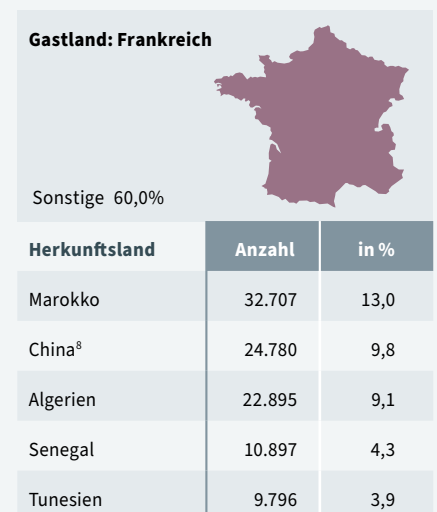 Gastland: Frankreich
Sonstige 60,0%
Herkunftsland Anzahl in %
Marokko 32.707 13,0
China⁸ 24.780 9,8
Algerien 22.895 9,1
Senegal 10.897 4,3
Tunesien 9.796 3,9